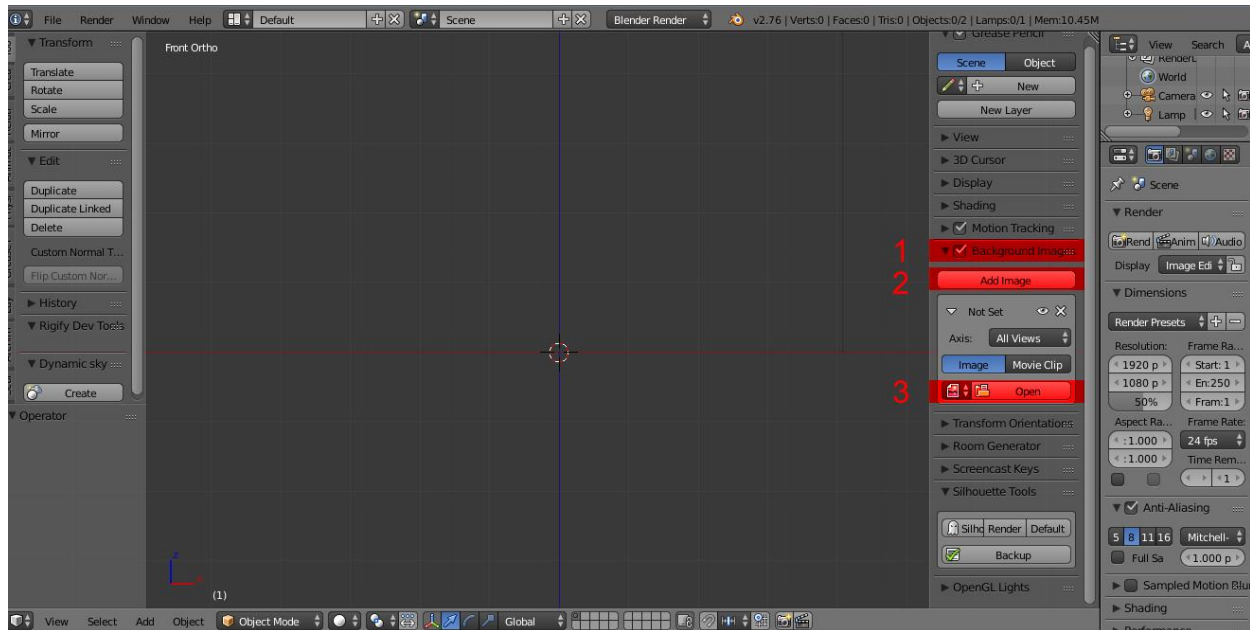 File Render Window Help Default Scene Blender Render v2.76 | Verts:0 | Faces:0 | Tris:0 | Objects:0/2 | Lamps:0/1 | Mem:10.45M
Transform
Translate
Rotate
Scale
Mirror
Edit
Duplicate
Duplicate Linked
Delete
Custom Normal T...
Flip Custom Nor...
History
Rigify Dev Tools
Dynamic sky
Create
Operator
Front Ortho
z
x
(1)
Grease Pencil
Scene Object
New
New Layer
View
3D Cursor
Display
Shading
Motion Tracking
1 Background Images
2 Add Image
Not Set
Axis: All Views
Image Movie Clip
3 Open
Transform Orientations
Room Generator
Screencast Keys
Silhouette Tools
Render Default
Backup
OpenGL Lights
View Search A
RenderL
World
Camera
Lamp
Scene
Render
Rend Anim Audio
Display Image Edi
Dimensions
Render Presets
Resolution: Frame Ra...
1920 p Start: 1
1080 p En:250
50% Fram:1
Aspect Ra... Frame Rate:
:1.000 24 fps
:1.000 Time Rem...
1
Anti-Aliasing
5 8 11 16 Mitchell-
Full Sa 1.000 p
Sampled Motion Blu
Shading
View Select Add Object Object Mode Global